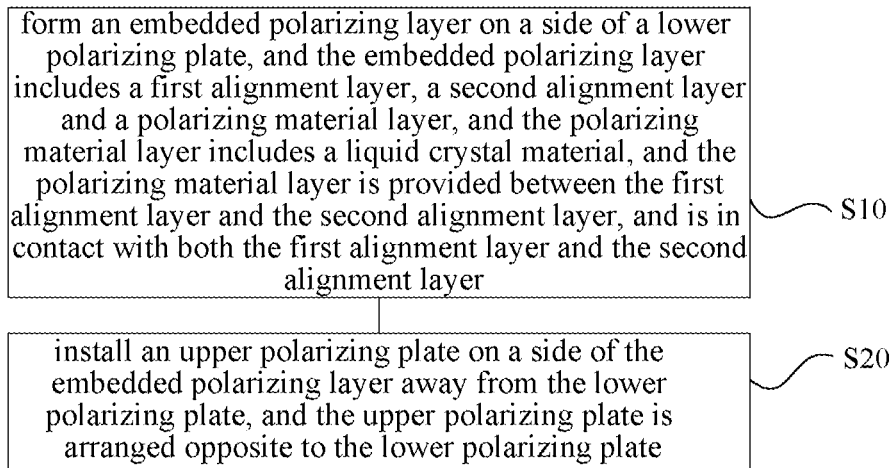 form an embedded polarizing layer on a side of a lower
polarizing plate, and the embedded polarizing layer
includes a first alignment layer, a second alignment layer
and a polarizing material layer, and the polarizing
material layer includes a liquid crystal material, and the
polarizing material layer is provided between the first
alignment layer and the second alignment layer, and is in
contact with both the first alignment layer and the second
alignment layer
S10
install an upper polarizing plate on a side of the
embedded polarizing layer away from the lower
polarizing plate, and the upper polarizing plate is
arranged opposite to the lower polarizing plate
S20